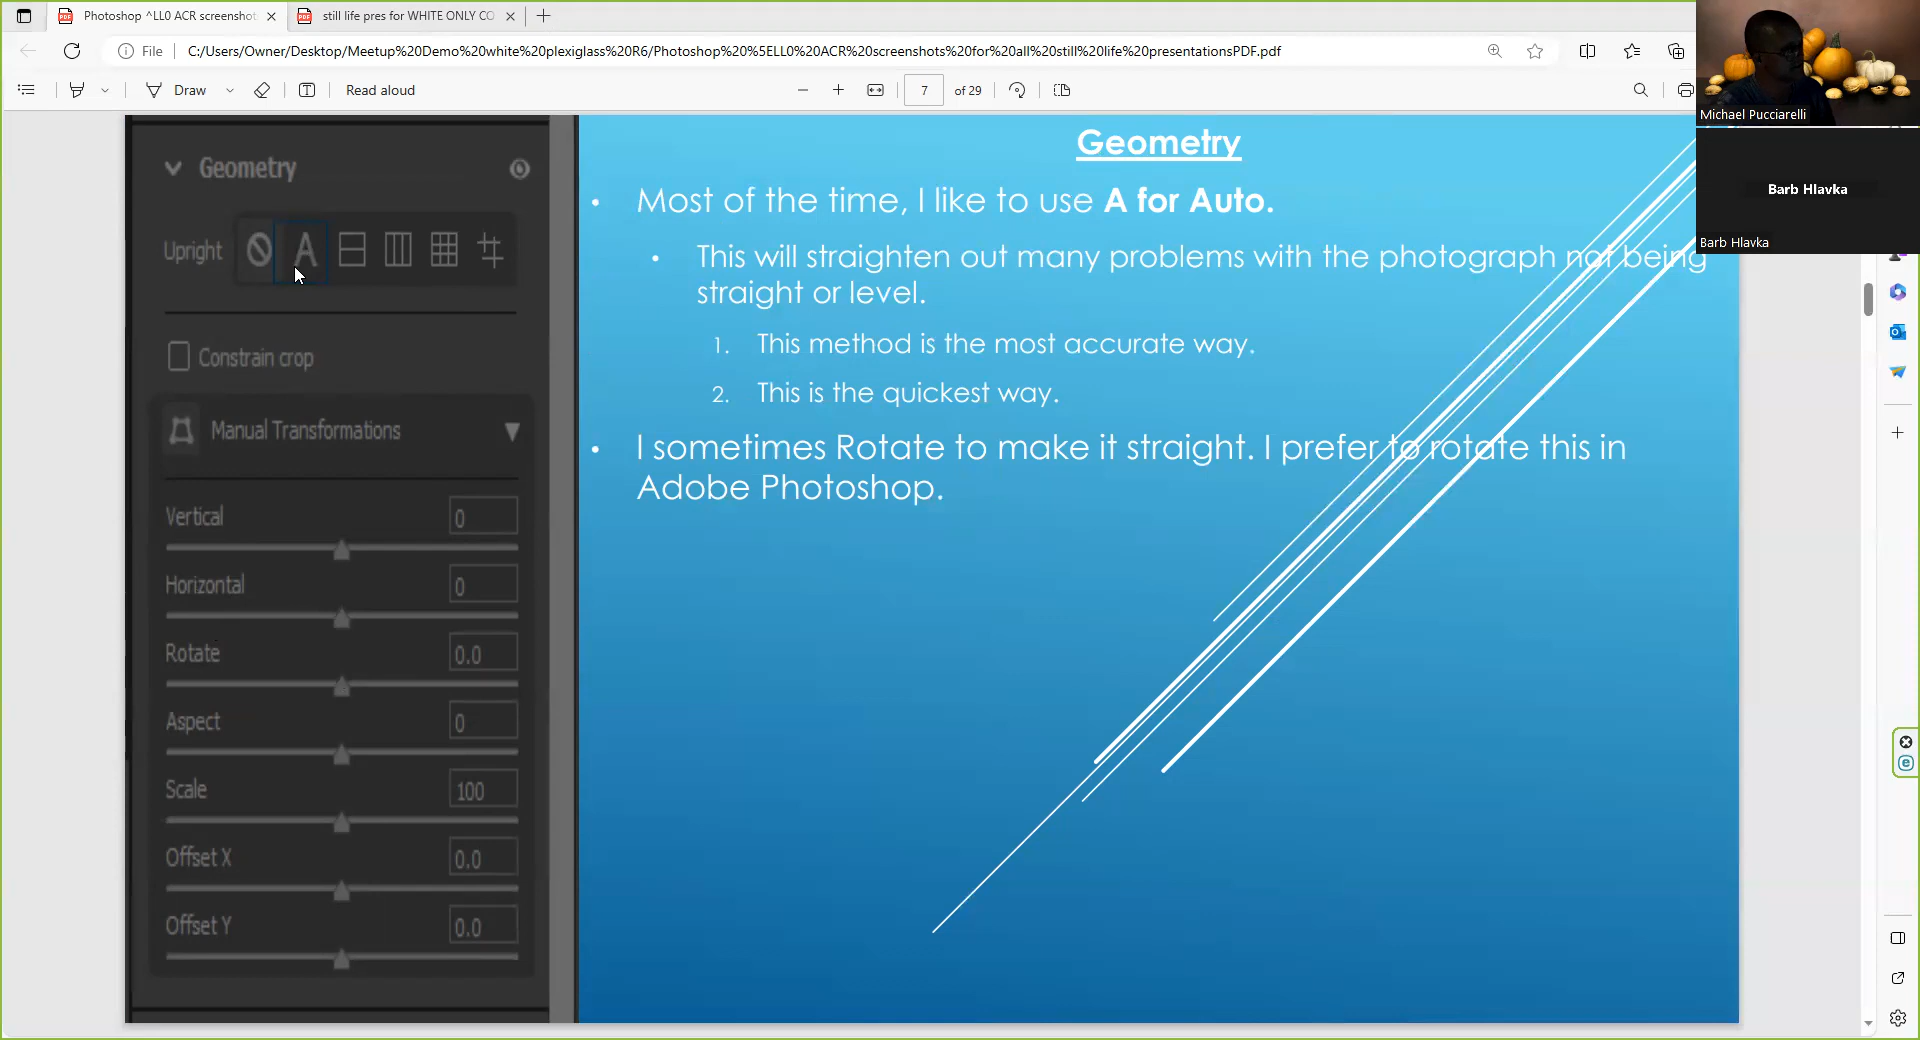 Photoshop ^LL0 ACR screenshot
still life pres for WHITE ONLY CO
File
C:/Users/Owner/Desktop/Meetup%20Demo%20white%20plexiglass%20R6/Photoshop%20%5ELL0%20ACR%20screenshots%20for%20all%20still%20life%20presentationsPDF.pdf
Draw
Read aloud
7 of 29
Michael Pucciarelli
Barb Hlavka
Barb Hlavka
Geometry
Upright
A
Constrain crop
Manual Transformations
Vertical
0
Horizontal
0
Rotate
0.0
Aspect
0
Scale
100
Offset X
0.0
Offset Y
0.0
Geometry
• Most of the time, I like to use A for Auto.
• This will straighten out many problems with the photograph not being
straight or level.
1. This method is the most accurate way.
2. This is the quickest way.
• I sometimes Rotate to make it straight. I prefer to rotate this in
Adobe Photoshop.